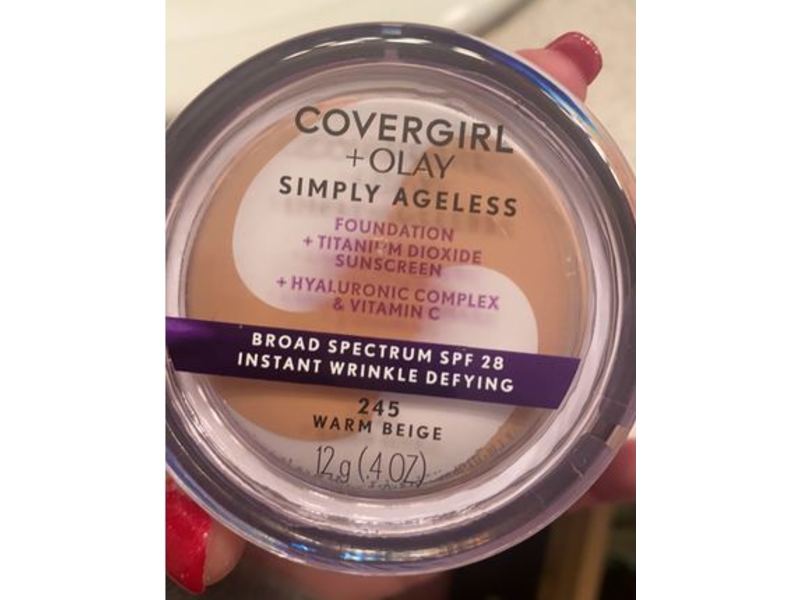 COVERGIRL
+OLAY
SIMPLY AGELESS
FOUNDATION
+ TITANIUM DIOXIDE
SUNSCREEN
+ HYALURONIC COMPLEX
& VITAMIN C
BROAD SPECTRUM SPF 28
INSTANT WRINKLE DEFYING
245
WARM BEIGE
12 g (.4 OZ)